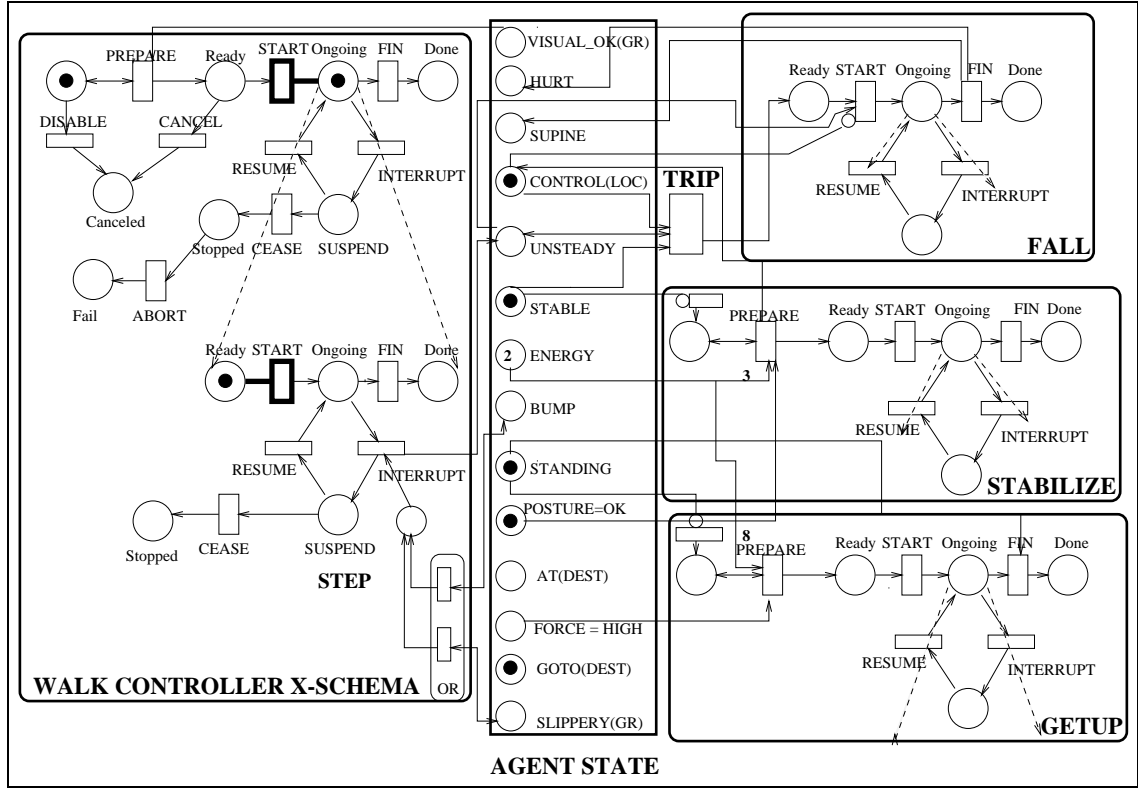 PREPARE
Ready
START
Ongoing
FIN
Done
DISABLE
CANCEL
RESUME
INTERRUPT
Canceled
Stopped
CEASE
SUSPEND
Fail
ABORT
Ready
START
Ongoing
FIN
Done
RESUME
INTERRUPT
Stopped
CEASE
SUSPEND
STEP
OR
WALK CONTROLLER X-SCHEMA
VISUAL_OK(GR)
HURT
SUPINE
CONTROL(LOC)
UNSTEADY
STABLE
2 ENERGY
BUMP
STANDING
POSTURE=OK
AT(DEST)
FORCE = HIGH
GOTO(DEST)
SLIPPERY(GR)
AGENT STATE
TRIP
Ready
START
Ongoing
FIN
Done
RESUME
INTERRUPT
FALL
PREPARE
Ready
START
Ongoing
FIN
Done
3
RESUME
INTERRUPT
STABILIZE
8
PREPARE
Ready
START
Ongoing
FIN
Done
RESUME
INTERRUPT
GETUP